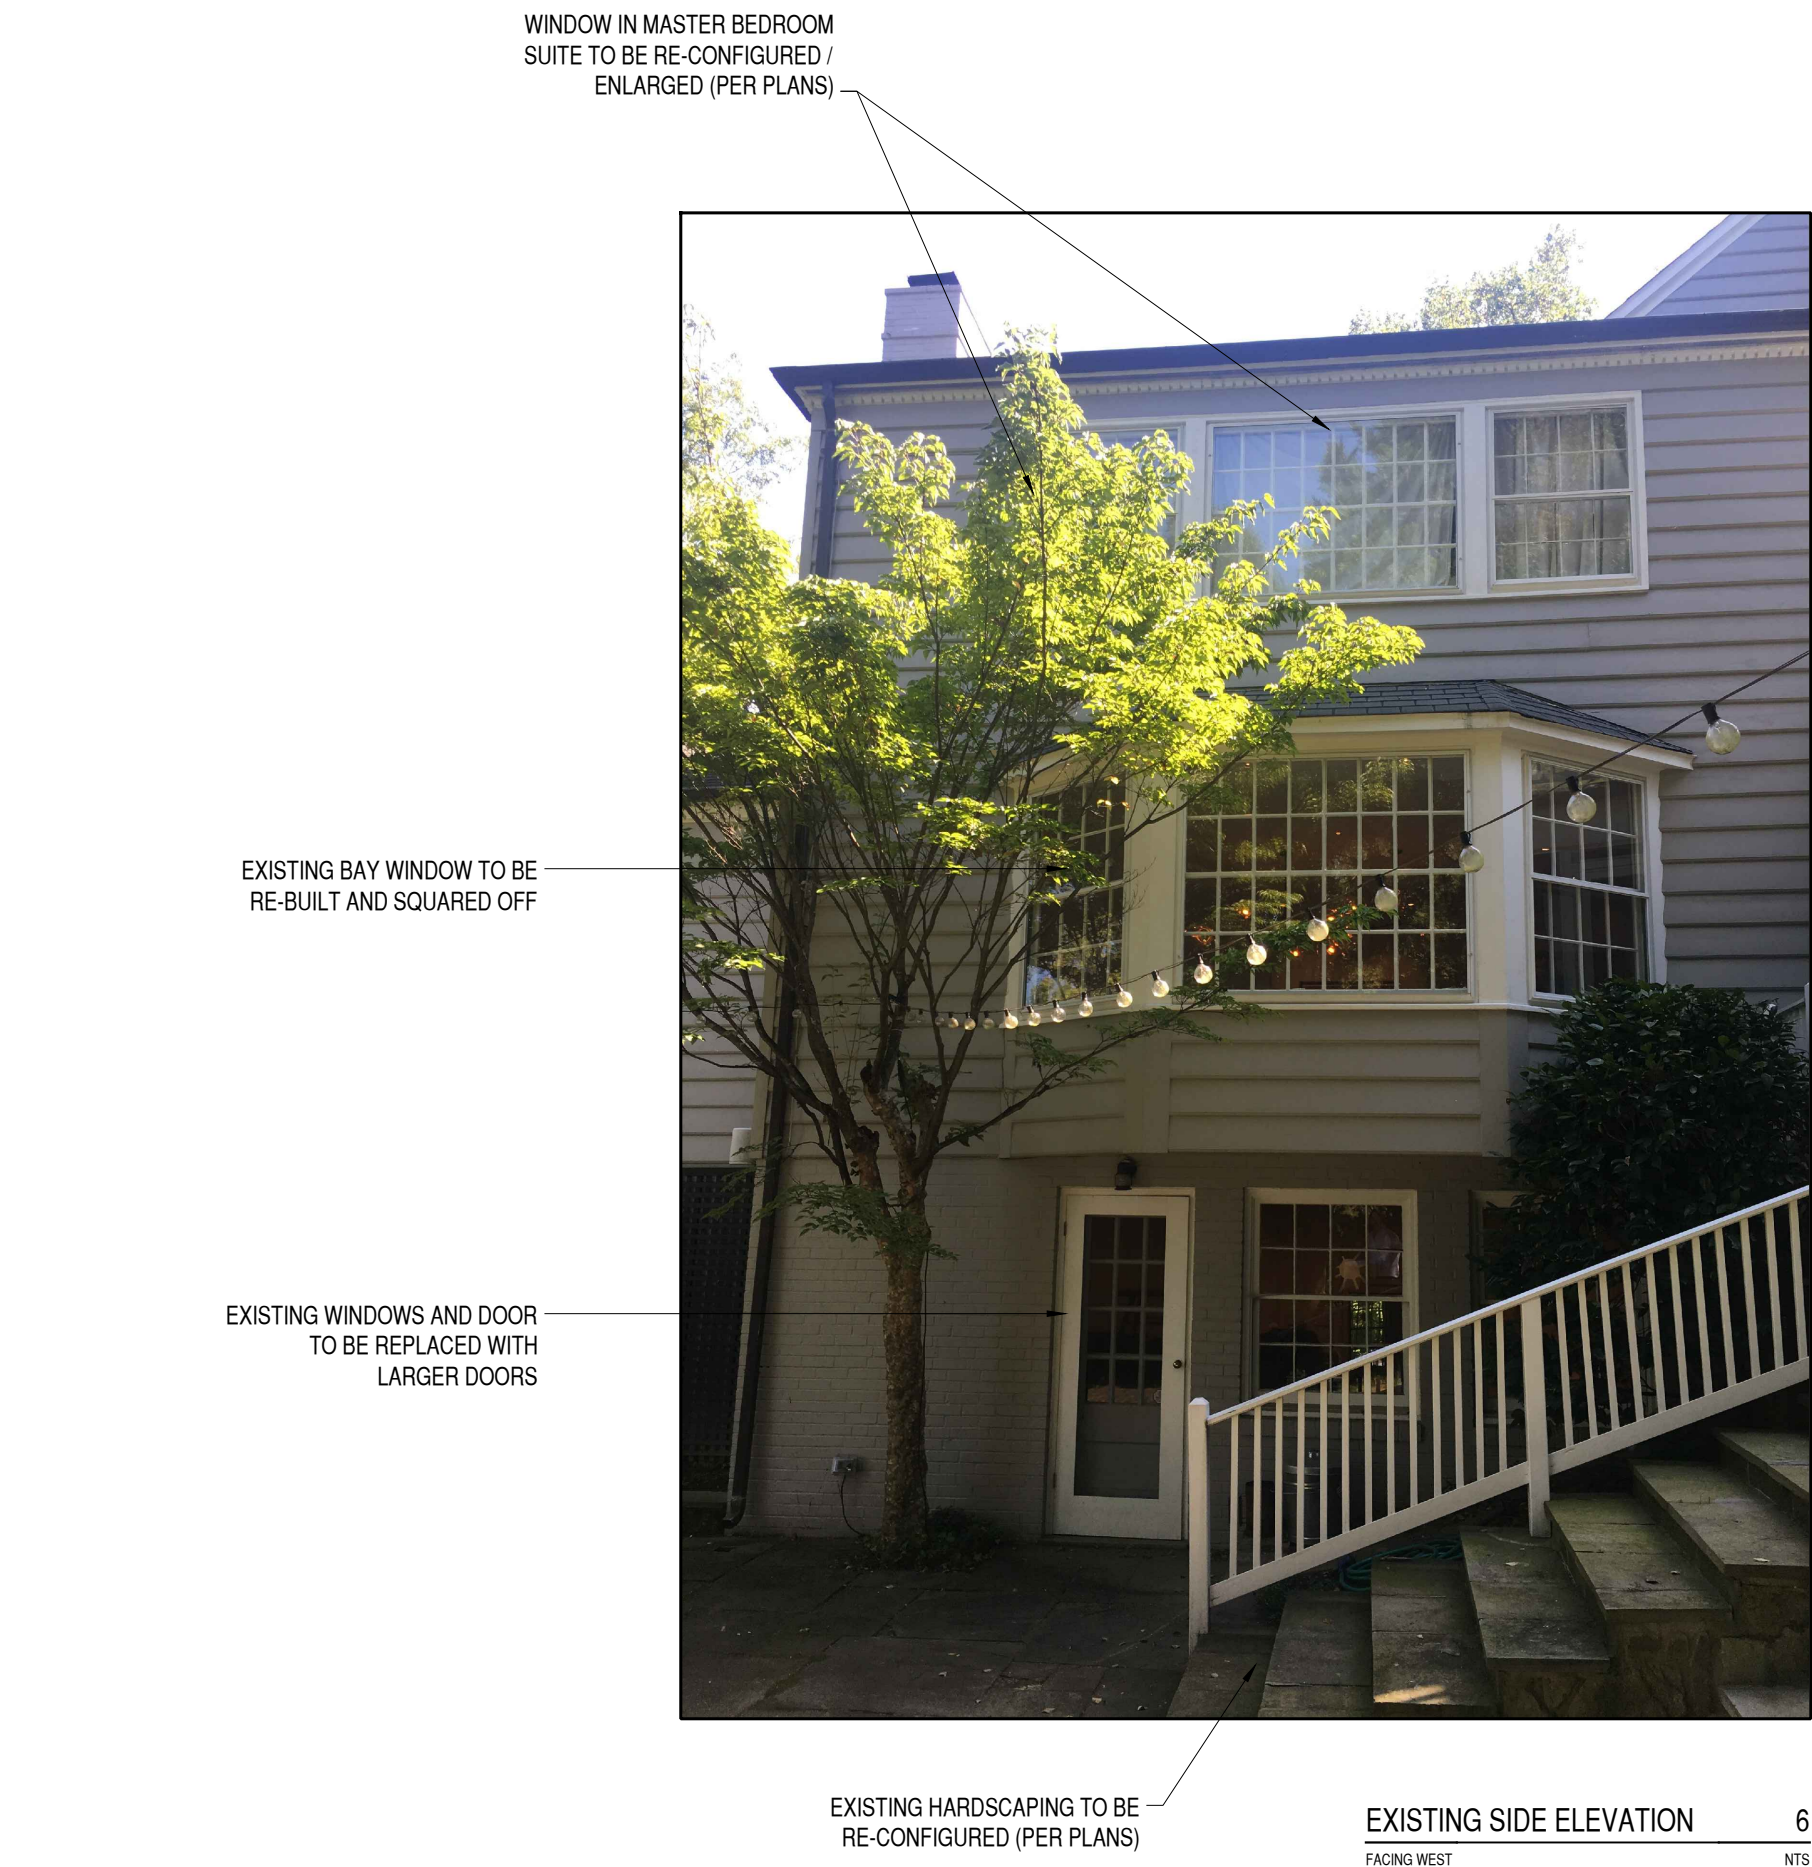 WINDOW IN MASTER BEDROOM
SUITE TO BE RE-CONFIGURED /
ENLARGED (PER PLANS)
EXISTING BAY WINDOW TO BE
RE-BUILT AND SQUARED OFF
EXISTING WINDOWS AND DOOR
TO BE REPLACED WITH
LARGER DOORS
EXISTING HARDSCAPING TO BE
RE-CONFIGURED (PER PLANS)
EXISTING SIDE ELEVATION 6
FACING WEST NTS